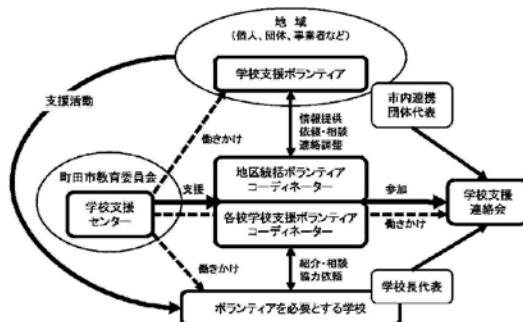 地 域
(個人、団体、事業者など)
学校支援ボランティア
支援活動
市内連携
団体代表
情報提供
依頼・相談
連絡調整
働きかけ
町田市教育委員会
地区統括ボランティア
コーディネーター
支援
参加
学校支援
センター
学校支援
連絡会
各校学校支援ボランティア
コーディネーター
働きかけ
働きかけ
紹介・相談
協力依頼
学校長代表
ボランティアを必要とする学校